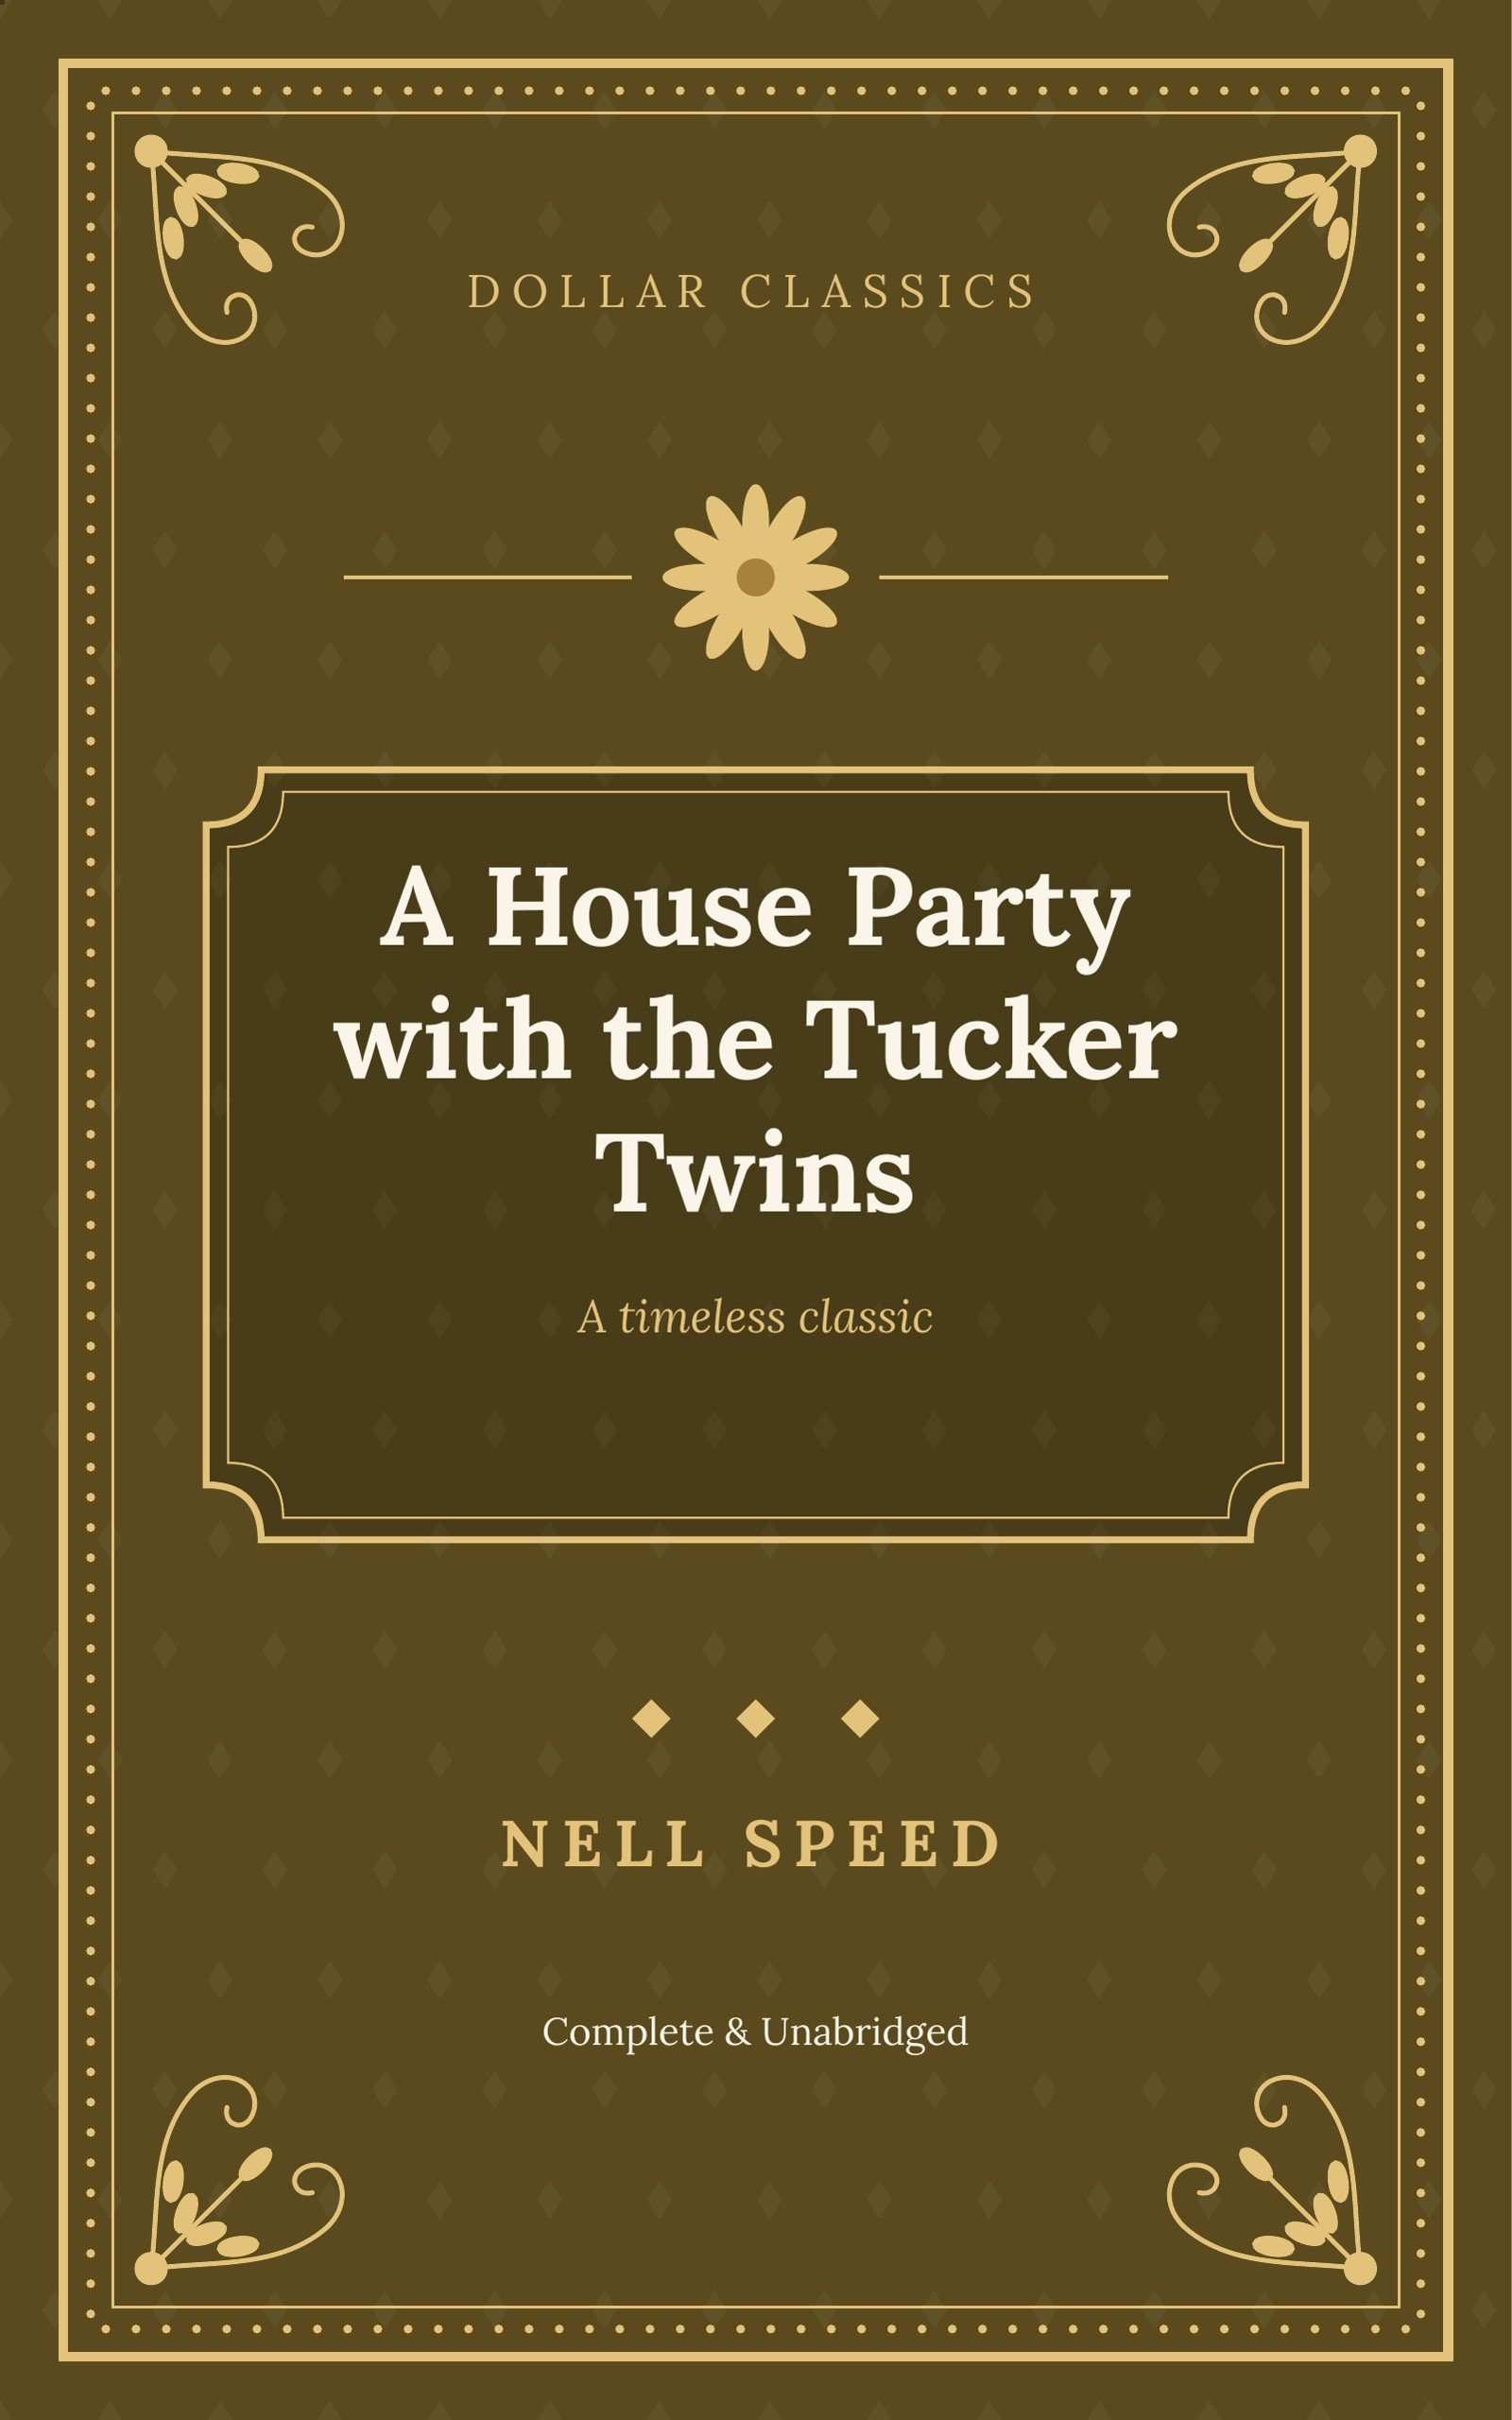 DOLLAR CLASSICS
A House Party
with the Tucker
Twins
A timeless classic
NELL SPEED
Complete & Unabridged